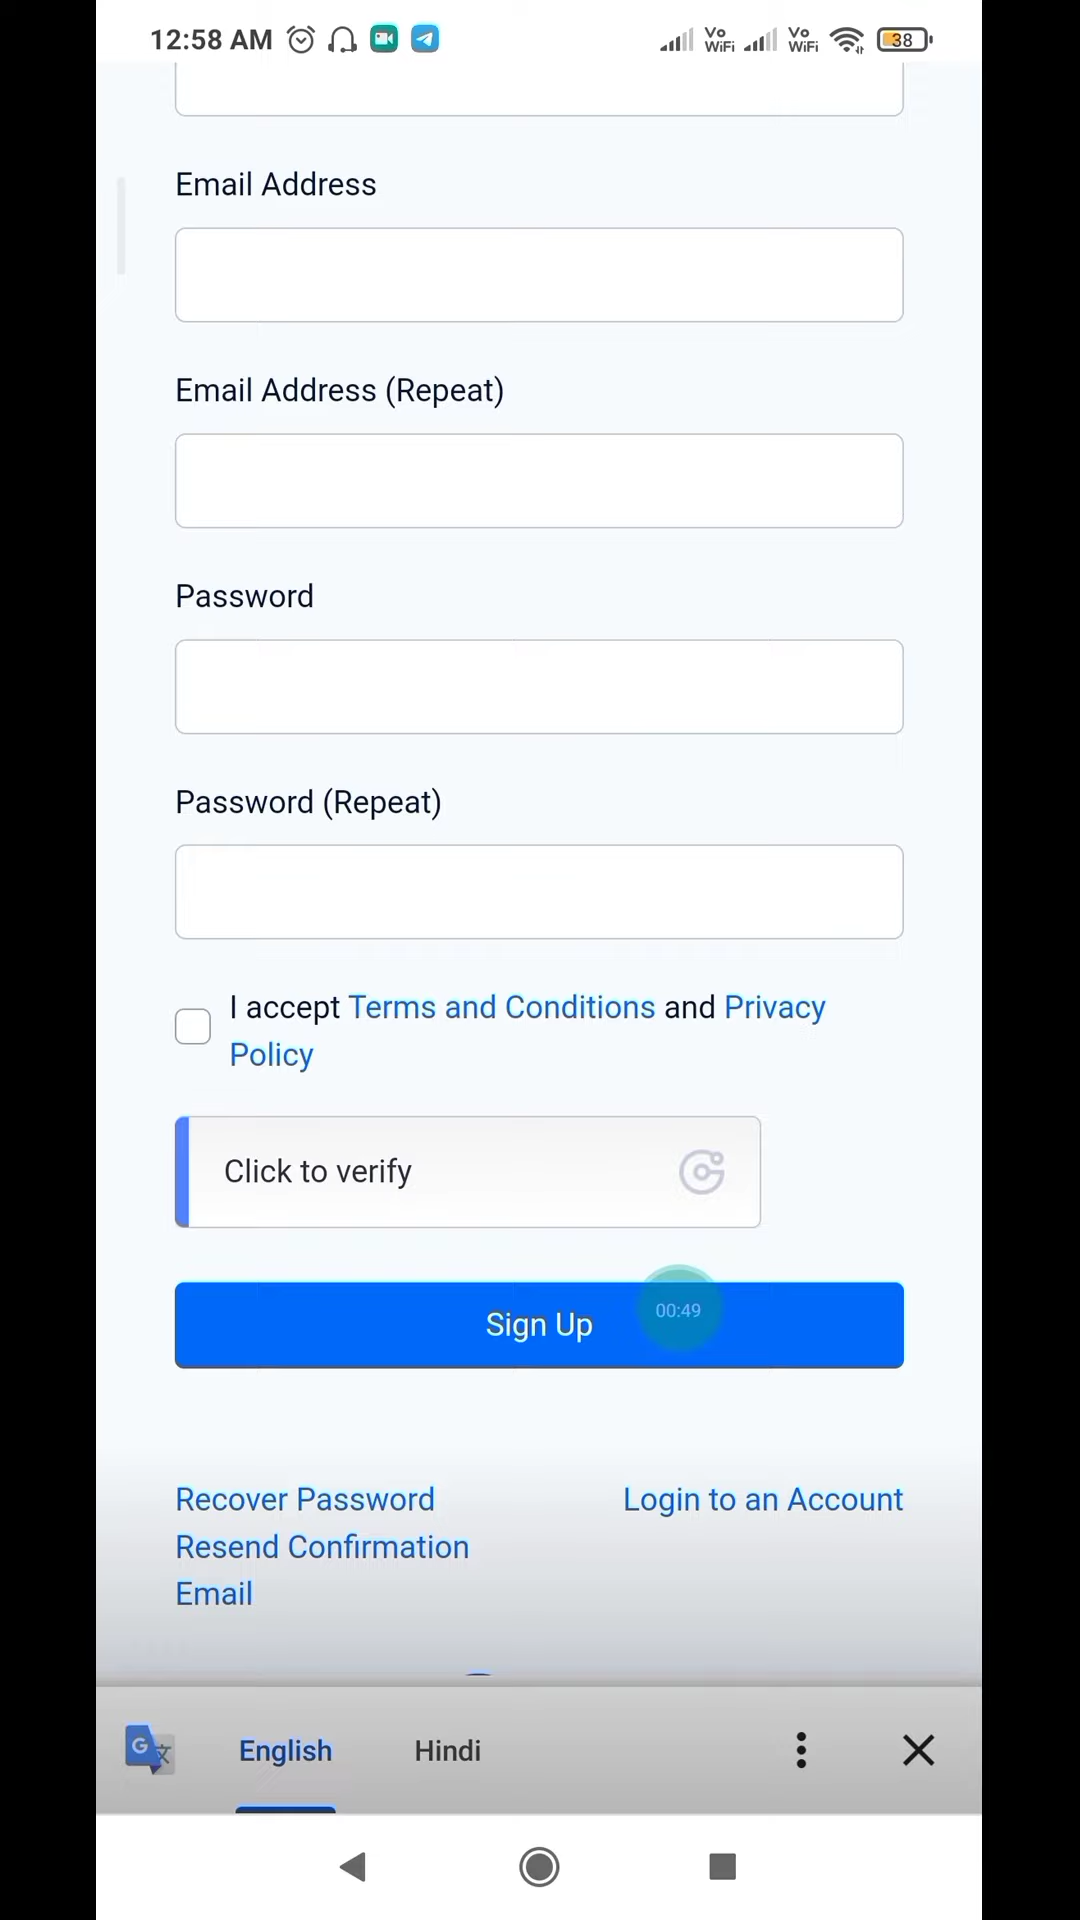 12:58 AM
Vo
WiFi
Vo
WiFi
38
Email Address
Email Address (Repeat)
Password
Password (Repeat)
I accept Terms and Conditions and Privacy
Policy
Click to verify
Sign Up
00:49
Recover Password
Login to an Account
Resend Confirmation
Email
G
文
English
Hindi